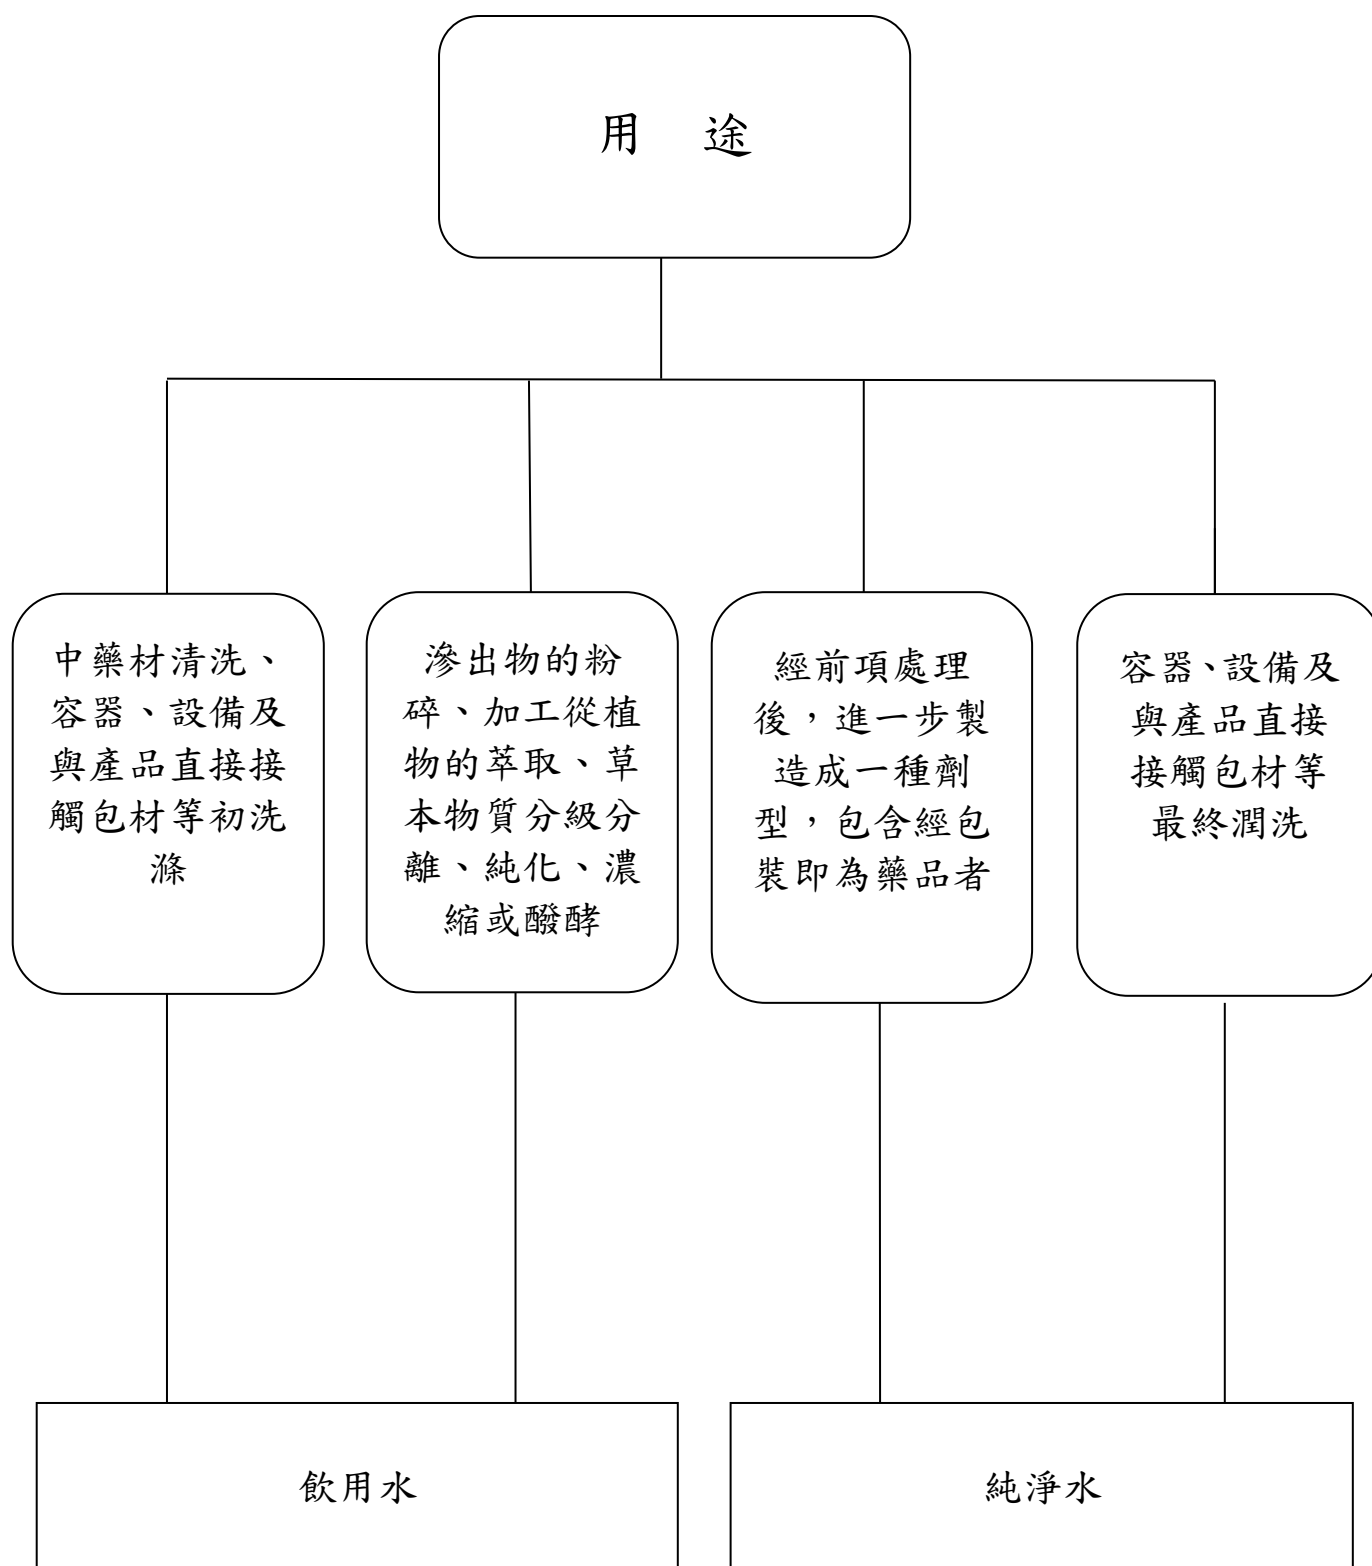 用　途
中藥材清洗、
容器、設備及
與產品直接接
觸包材等初洗
滌
滲出物的粉
碎、加工從植
物的萃取、草
本物質分級分
離、純化、濃
縮或醱酵
經前項處理
後，進一步製
造成一種劑
型，包含經包
裝即為藥品者
容器、設備及
與產品直接
接觸包材等
最終潤洗
飲用水
純淨水